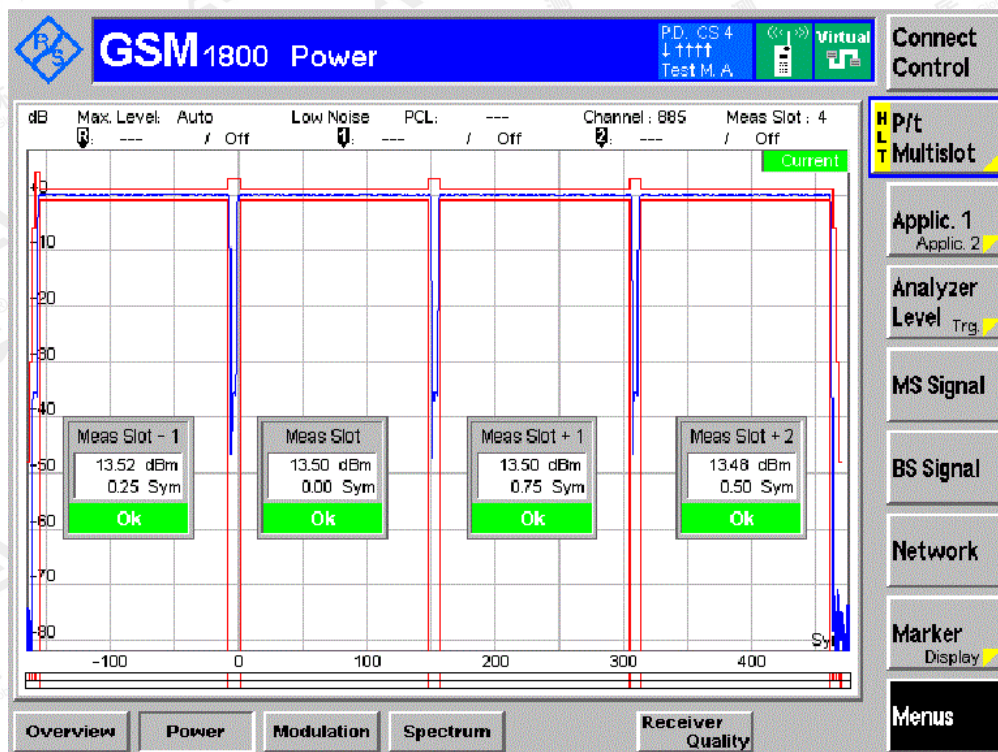 R/S
GSM 1800 Power
P.D. CS 4
↓ ↑↑↑↑
Test M. A
Virtual
Connect
Control
dB Max. Level: Auto Low Noise PCL: --- Channel : 885 Meas Slot : 4
R: --- / Off 1: --- / Off 2: --- / Off
H
L
T
P/t
Multislot
Current
+0
-10
-20
-30
-40
-50
-60
-70
-80
Meas Slot - 1
13.52 dBm
0.25 Sym
Ok
Meas Slot
13.50 dBm
0.00 Sym
Ok
Meas Slot + 1
13.50 dBm
0.75 Sym
Ok
Meas Slot + 2
13.48 dBm
0.50 Sym
Ok
-100 0 100 200 300 400
Applic. 1
Applic. 2
Analyzer
Level Trg.
MS Signal
BS Signal
Network
Marker
Display
Menus
Overview Power Modulation Spectrum Receiver
Quality